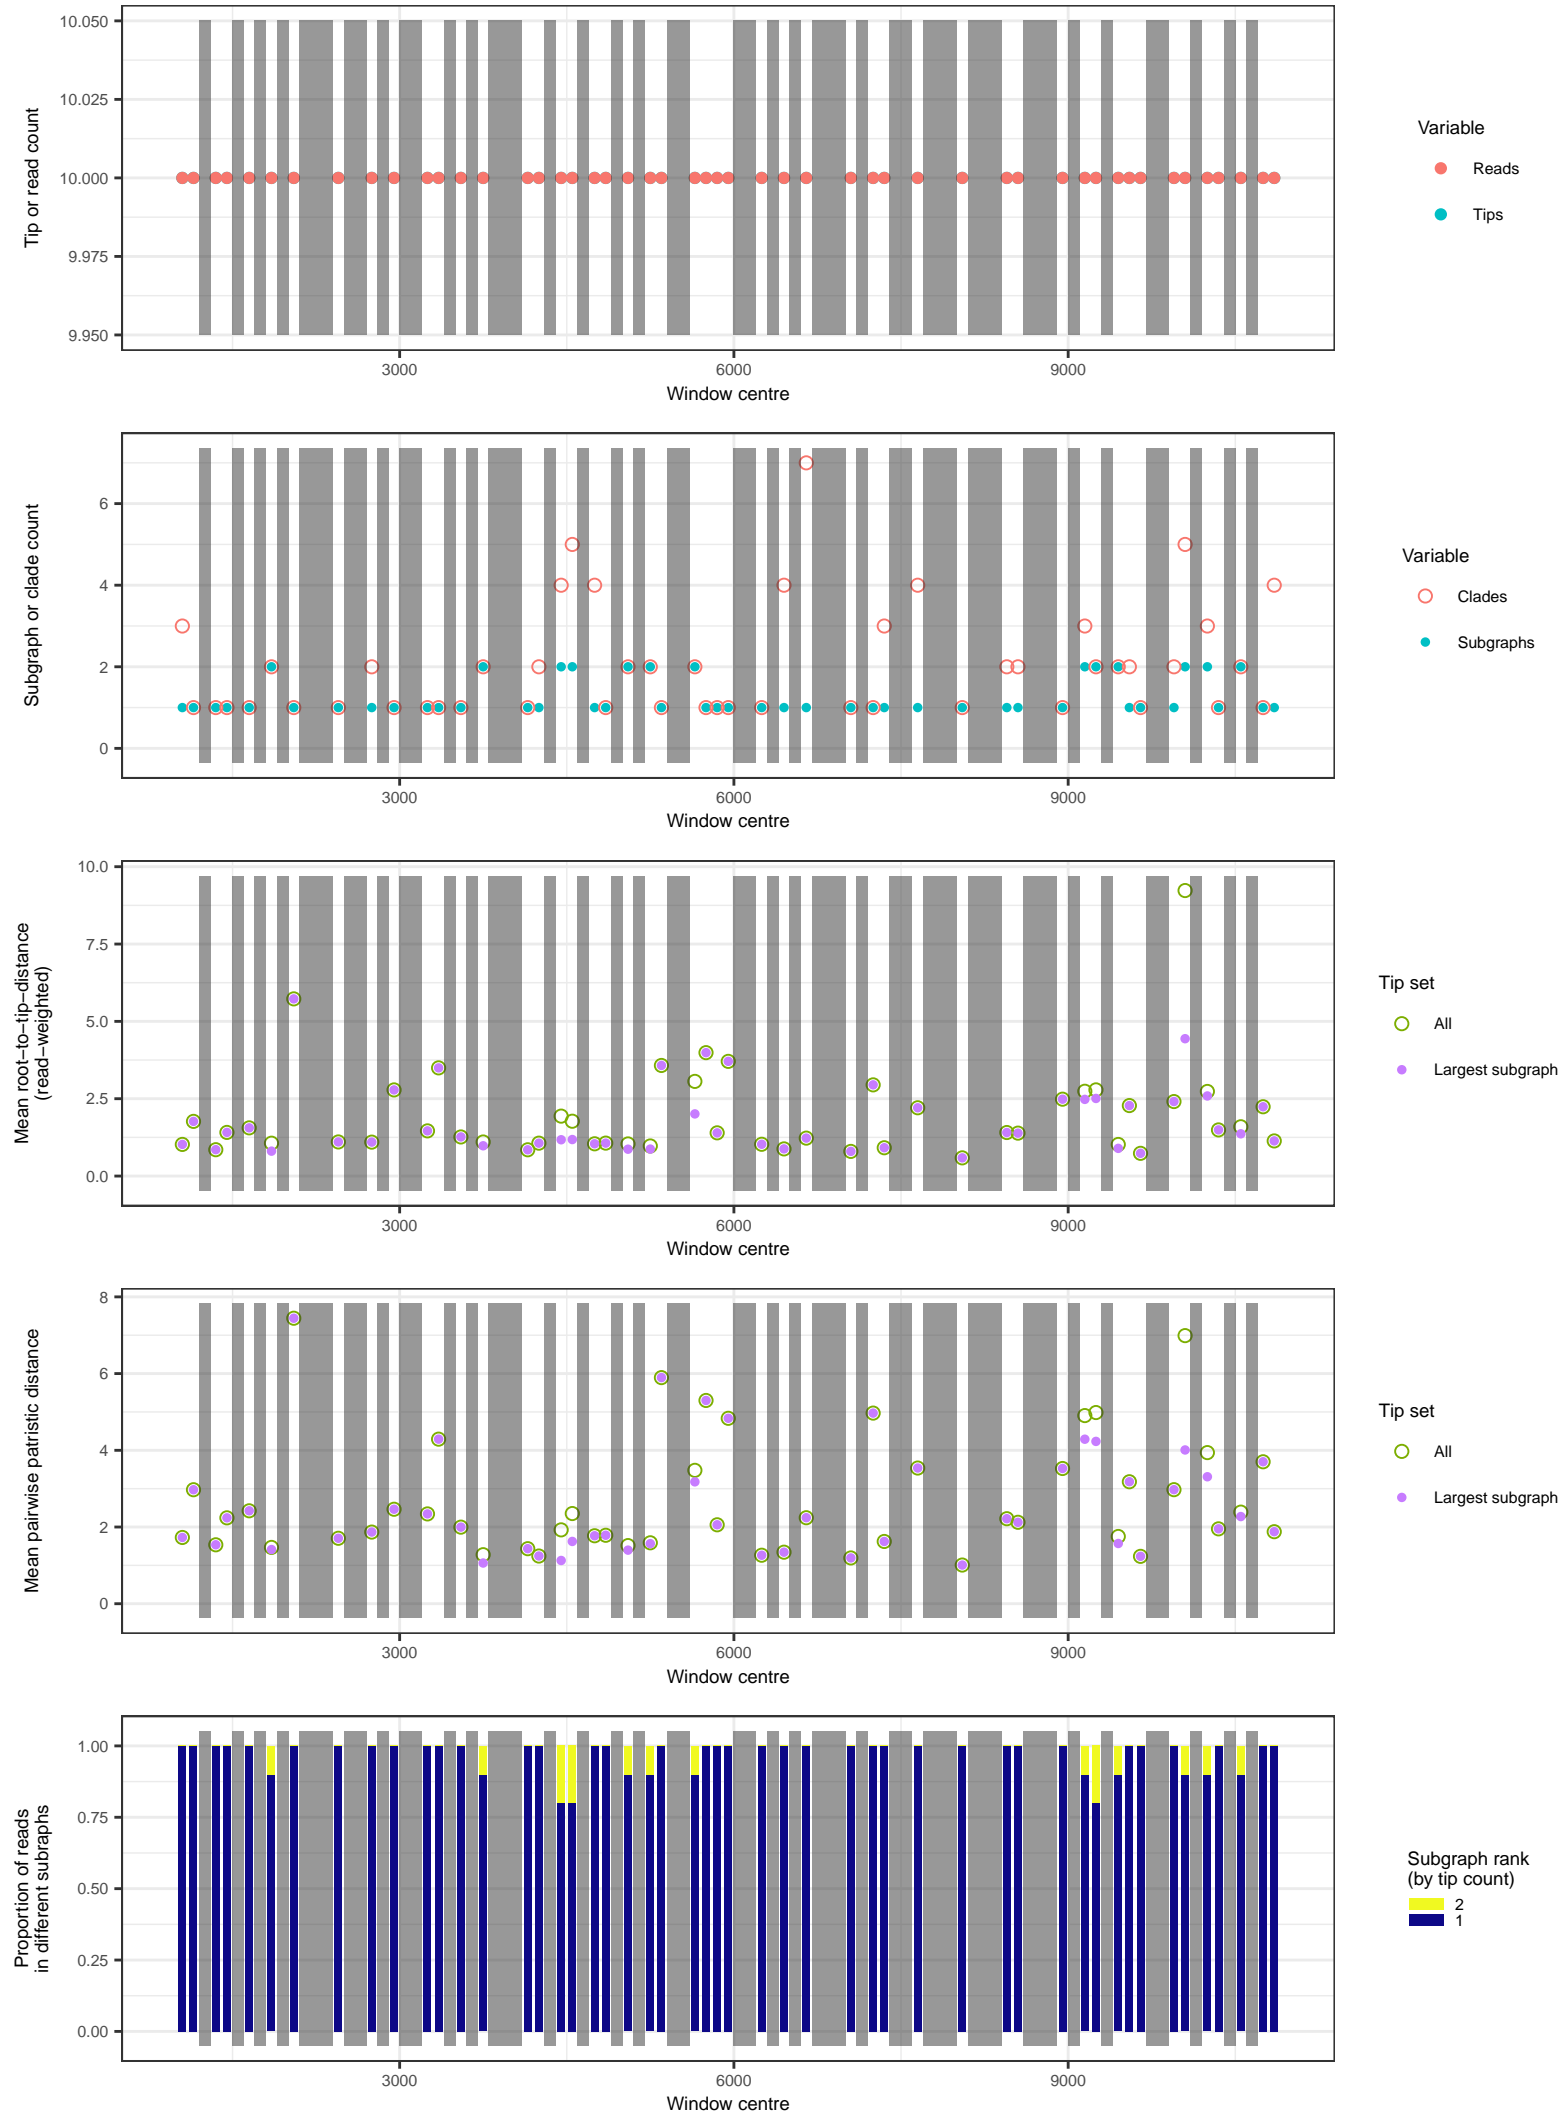 10.050
10.025
10.000
9.975
9.950
Tip or read count
3000
6000
9000
Window centre
Variable
Reads
Tips
6
4
2
0
Subgraph or clade count
3000
6000
9000
Window centre
Variable
Clades
Subgraphs
10.0
7.5
5.0
2.5
0.0
Mean root−to−tip−distance
(read−weighted)
3000
6000
9000
Window centre
Tip set
All
Largest subgraph
8
6
4
2
0
Mean pairwise patristic distance
3000
6000
9000
Window centre
Tip set
All
Largest subgraph
1.00
0.75
0.50
0.25
0.00
Proportion of reads
in different subraphs
3000
6000
9000
Window centre
Subgraph rank
(by tip count)
2
1